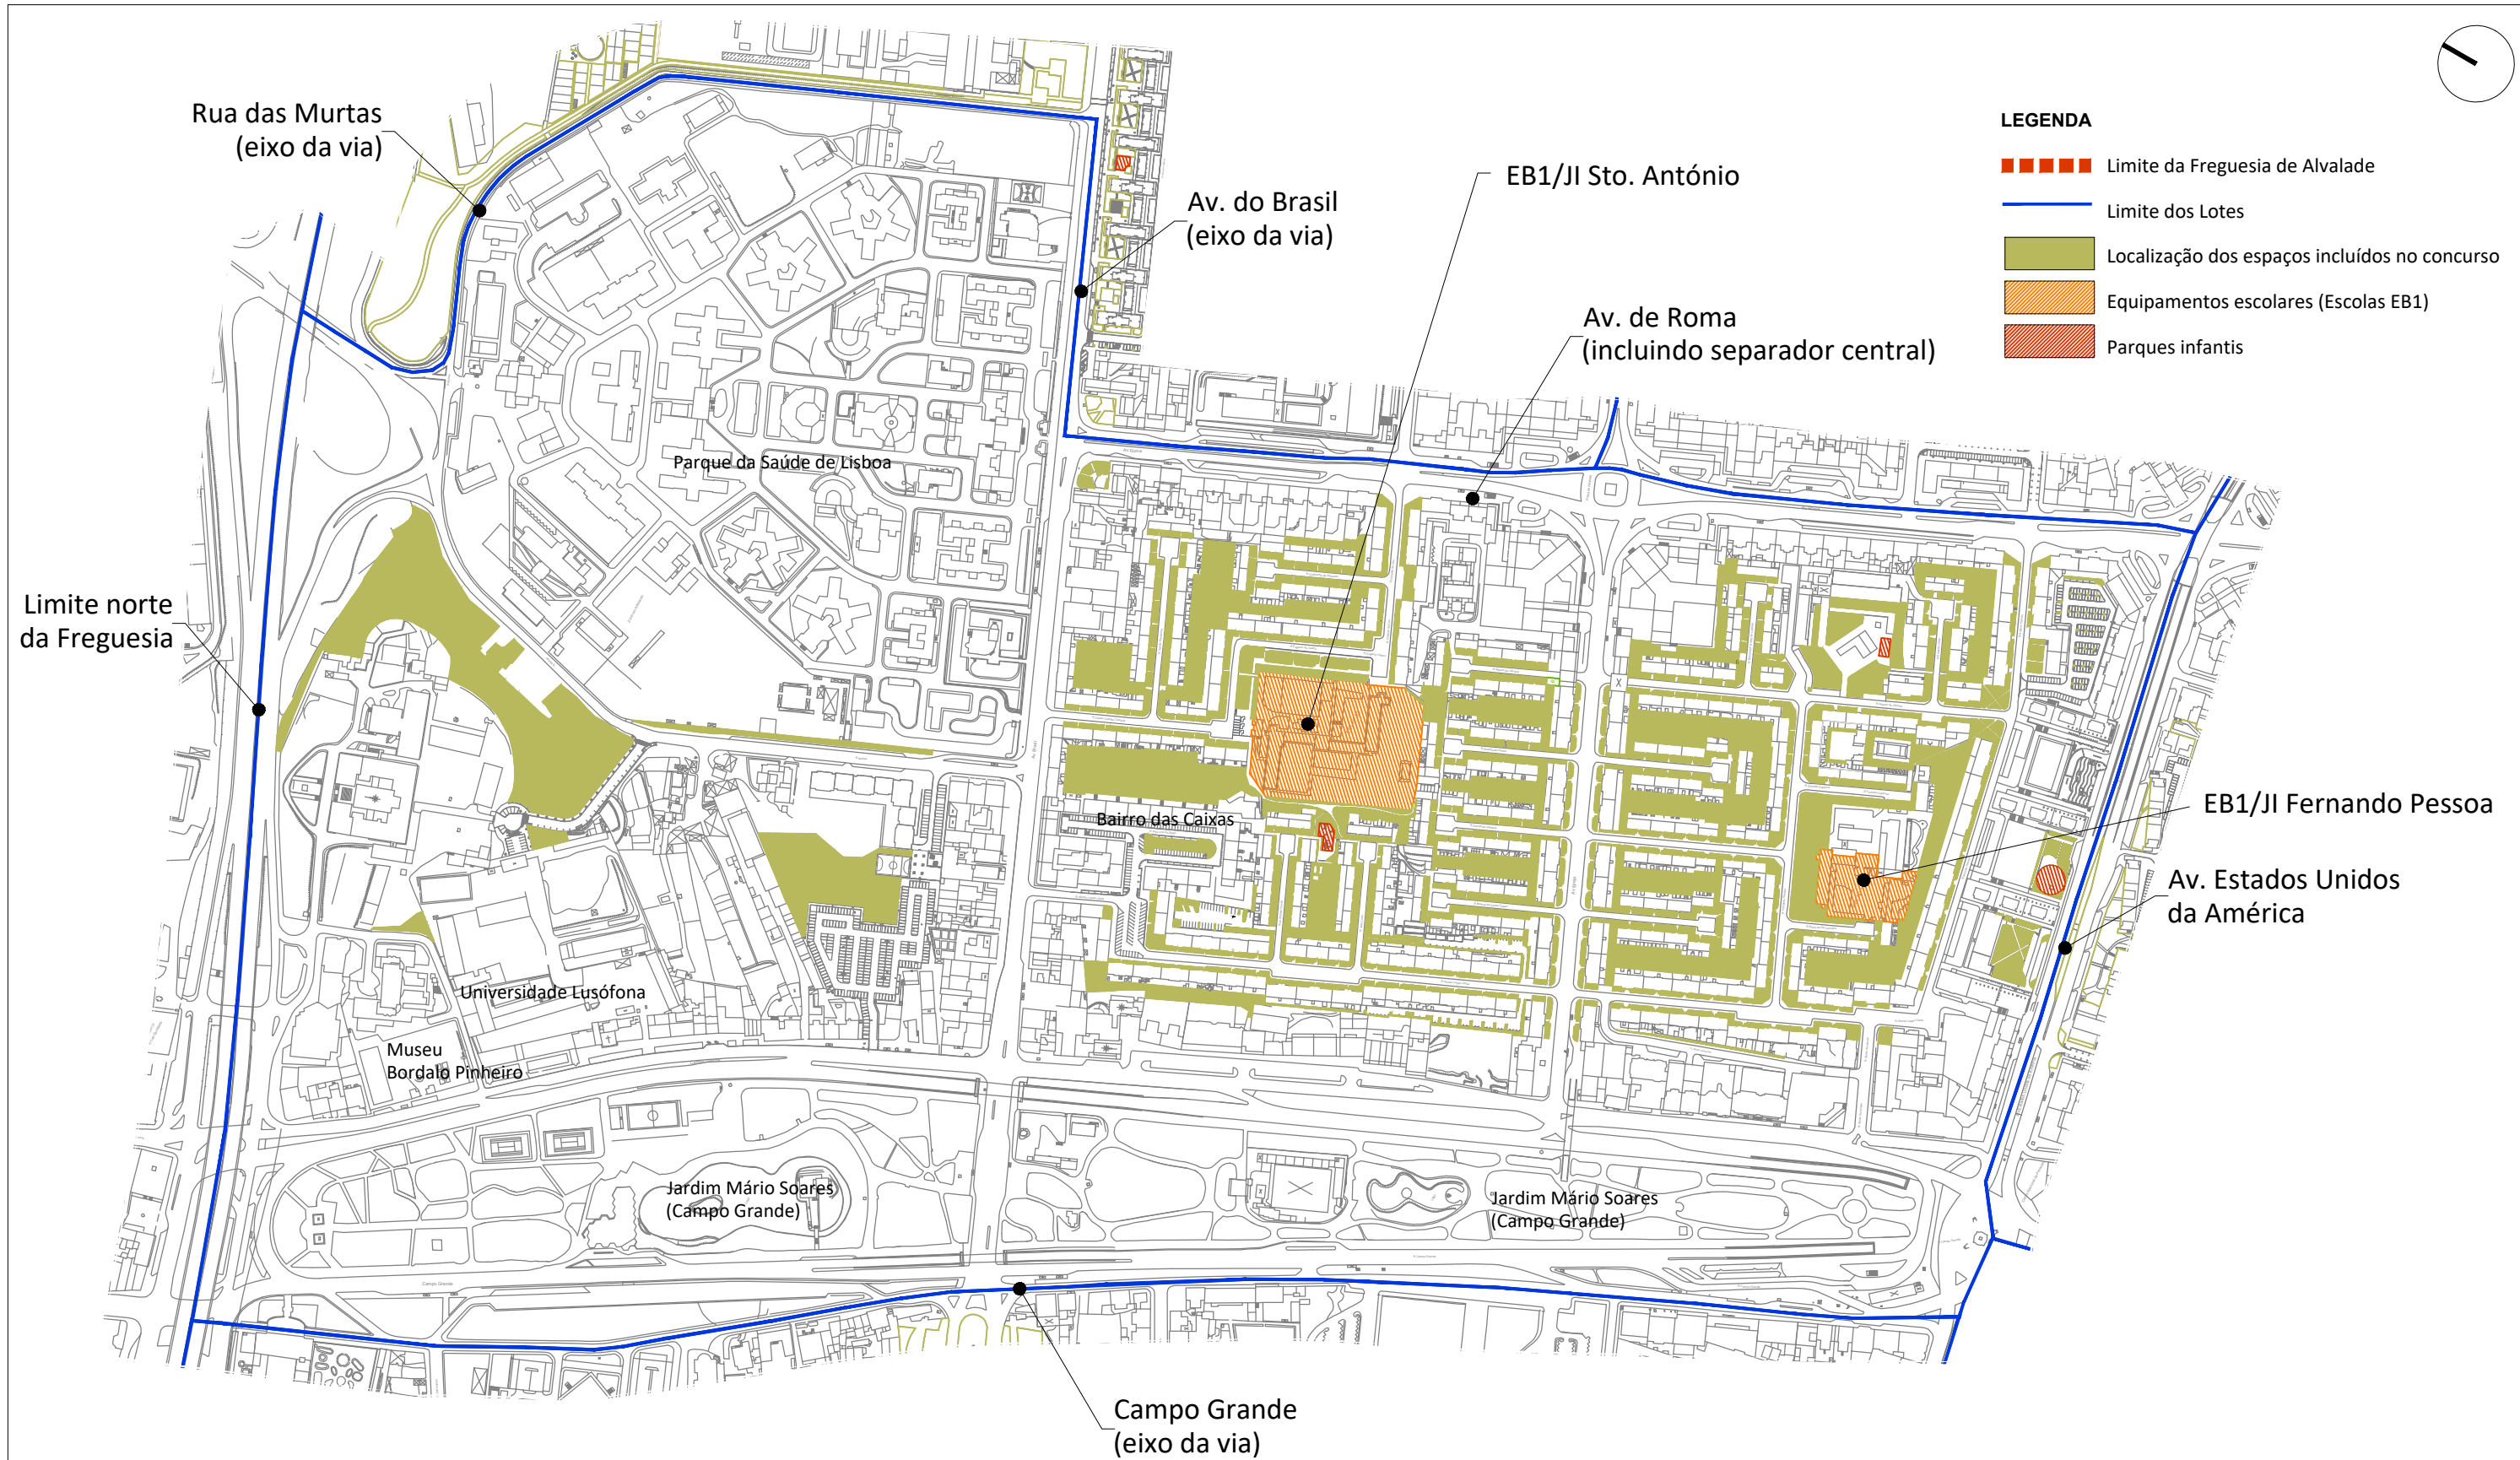 Rua das Murtas
(eixo da via)
LEGENDA
Limite da Freguesia de Alvalade
Limite dos Lotes
Localização dos espaços incluídos no concurso
Equipamentos escolares (Escolas EB1)
Parques infantis
EB1/JI Sto. António
Av. do Brasil
(eixo da via)
Av. de Roma
(incluindo separador central)
Parque da Saúde de Lisboa
Limite norte
da Freguesia
Bairro das Caixas
EB1/JI Fernando Pessoa
Av. Estados Unidos
da América
Universidade Lusófona
Museu
Bordalo Pinheiro
Jardim Mário Soares
(Campo Grande)
Jardim Mário Soares
(Campo Grande)
Campo Grande
Campo Grande
(eixo da via)